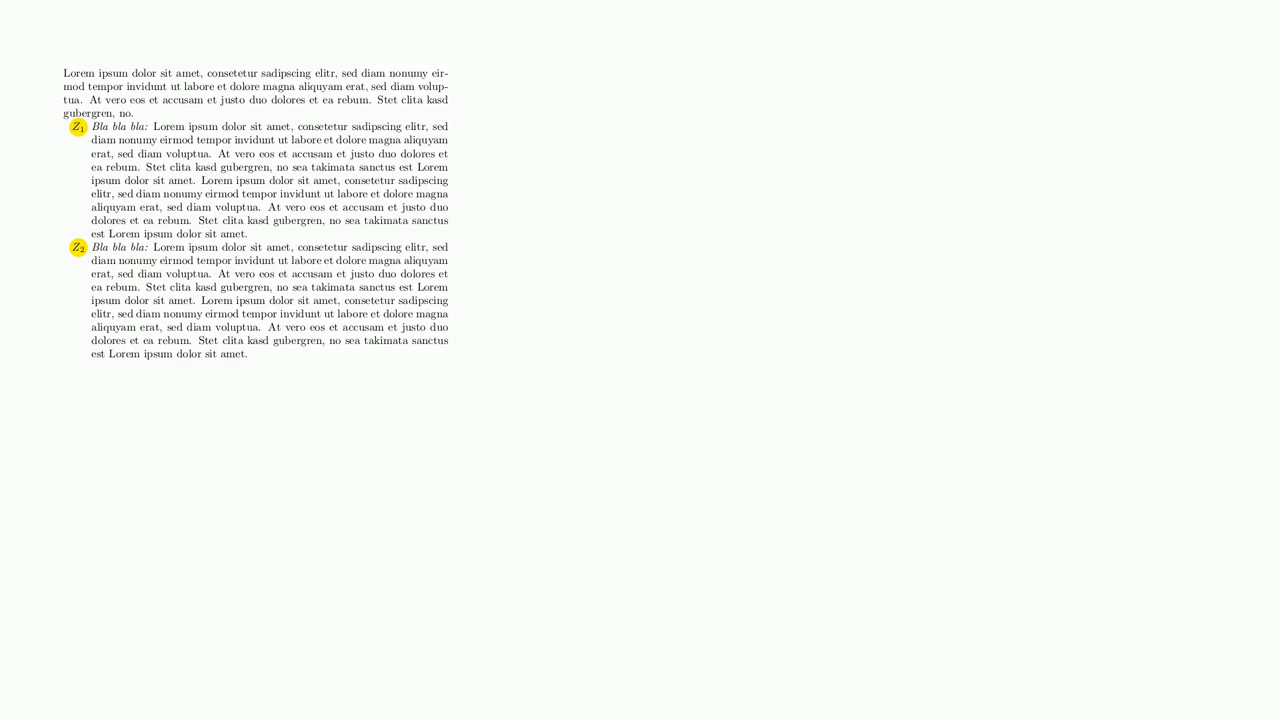 Lorem ipsum dolor sit amet, consetetur sadipscing elitr, sed diam nonumy eir-
mod tempor invidunt ut labore et dolore magna aliquyam erat, sed diam volup-
tua. At vero eos et accusam et justo duo dolores et ea rebum. Stet clita kasd
gubergren, no.
Z₁ Bla bla bla: Lorem ipsum dolor sit amet, consetetur sadipscing elitr, sed
diam nonumy eirmod tempor invidunt ut labore et dolore magna aliquyam
erat, sed diam voluptua. At vero eos et accusam et justo duo dolores et
ea rebum. Stet clita kasd gubergren, no sea takimata sanctus est Lorem
ipsum dolor sit amet. Lorem ipsum dolor sit amet, consetetur sadipscing
elitr, sed diam nonumy eirmod tempor invidunt ut labore et dolore magna
aliquyam erat, sed diam voluptua. At vero eos et accusam et justo duo
dolores et ea rebum. Stet clita kasd gubergren, no sea takimata sanctus
est Lorem ipsum dolor sit amet.
Z₂ Bla bla bla: Lorem ipsum dolor sit amet, consetetur sadipscing elitr, sed
diam nonumy eirmod tempor invidunt ut labore et dolore magna aliquyam
erat, sed diam voluptua. At vero eos et accusam et justo duo dolores et
ea rebum. Stet clita kasd gubergren, no sea takimata sanctus est Lorem
ipsum dolor sit amet. Lorem ipsum dolor sit amet, consetetur sadipscing
elitr, sed diam nonumy eirmod tempor invidunt ut labore et dolore magna
aliquyam erat, sed diam voluptua. At vero eos et accusam et justo duo
dolores et ea rebum. Stet clita kasd gubergren, no sea takimata sanctus
est Lorem ipsum dolor sit amet.